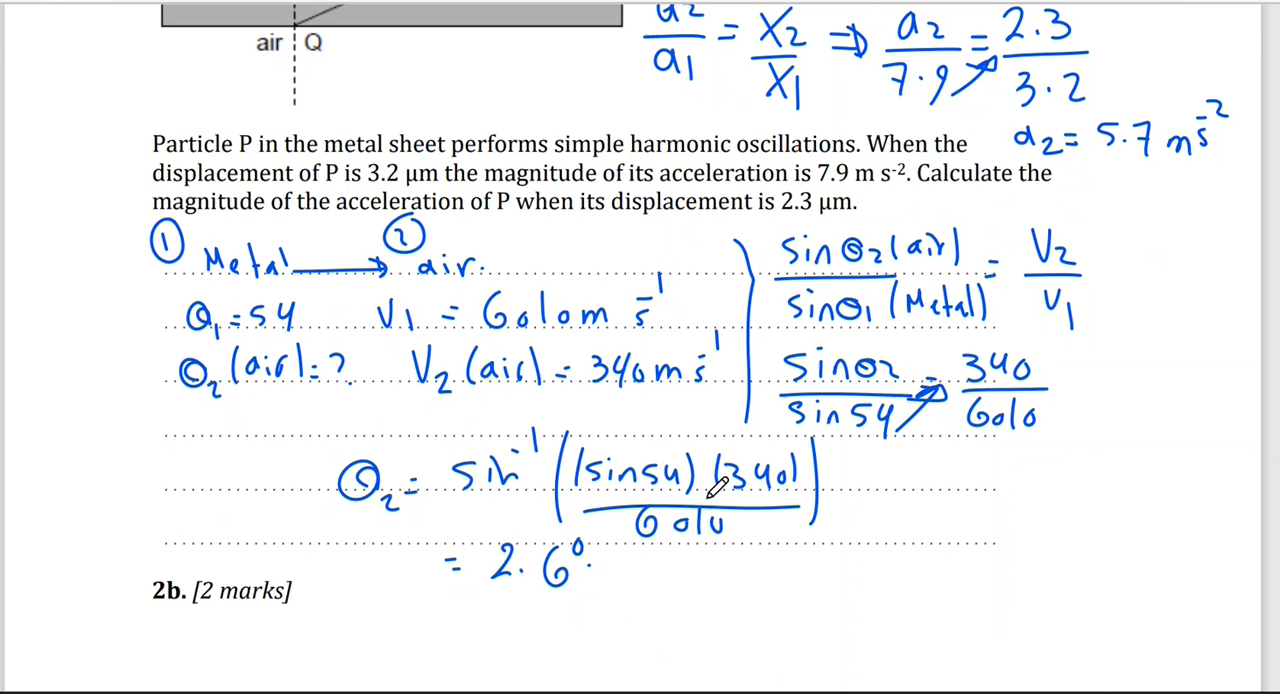 a2/a1 = x2/x1 ⇒ a2/7.9 = 2.3/3.2
air Q
a2 = 5.7 ms-2
Particle P in the metal sheet performs simple harmonic oscillations. When the
displacement of P is 3.2 μm the magnitude of its acceleration is 7.9 m s-2. Calculate the
magnitude of the acceleration of P when its displacement is 2.3 μm.
① Metal → ② air.
θ1 = 54 V1 = 6010 m s-1
θ2 (air) = ? V2 (air) = 340 ms-1
sin θ2 (air)/sin θ1 (Metal) = V2/V1
sin θ2/sin 54 = 340/6010
θ2 = sin-1 ((sin 54) (340)/6010)
= 2.6°.
2b. [2 marks]